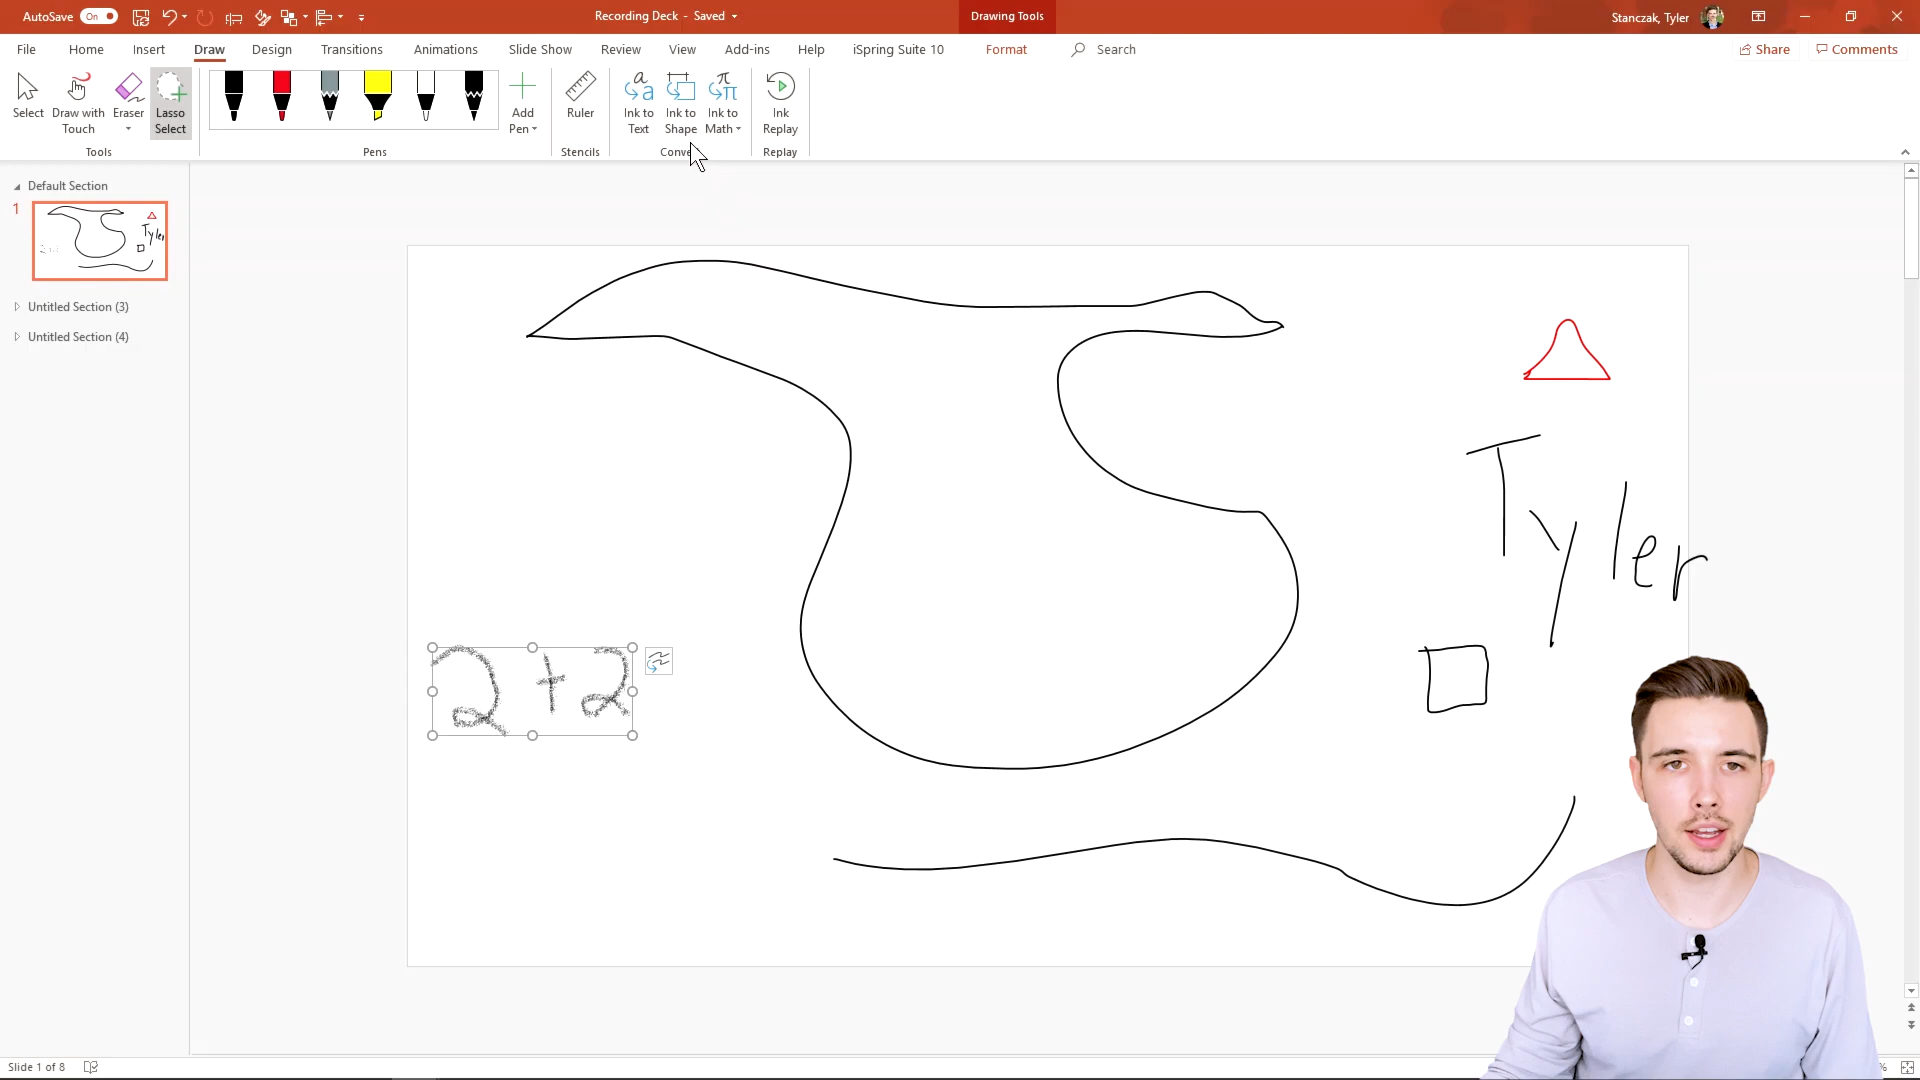 AutoSave On
Recording Deck - Saved
Drawing Tools
Stanczak, Tyler
File Home Insert Draw Design Transitions Animations Slide Show Review View Add-ins Help iSpring Suite 10 Format Search Share Comments
Select
Draw with Touch
Eraser
Lasso Select
Add Pen
Ruler
Ink to Text
Ink to Shape
Ink to Math
Ink Replay
Tools Pens Stencils Replay
Default Section
1
Untitled Section (3)
Untitled Section (4)
Tyler
2+2
Slide 1 of 8
%